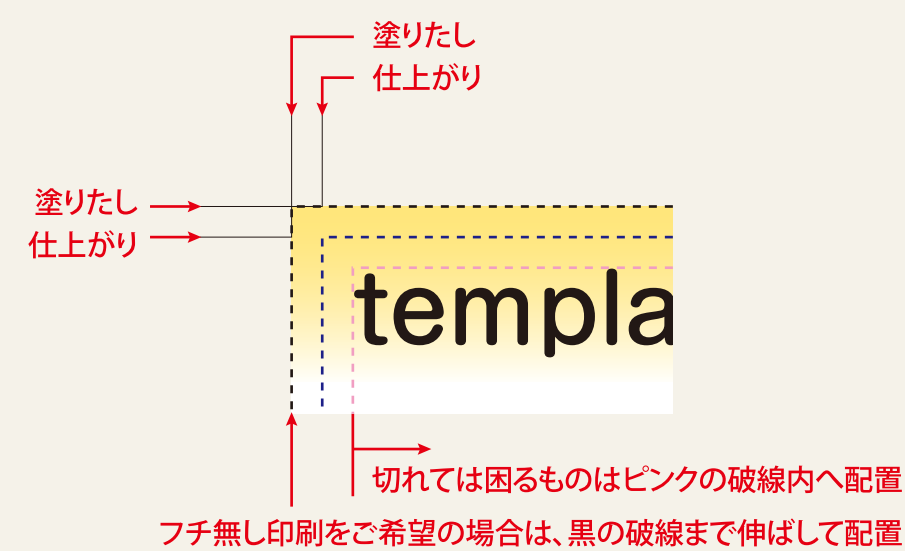 塗りたし
仕上がり
塗りたし
仕上がり
templa
切れては困るものはピンクの破線内へ配置
フチ無し印刷をご希望の場合は、黒の破線まで伸ばして配置